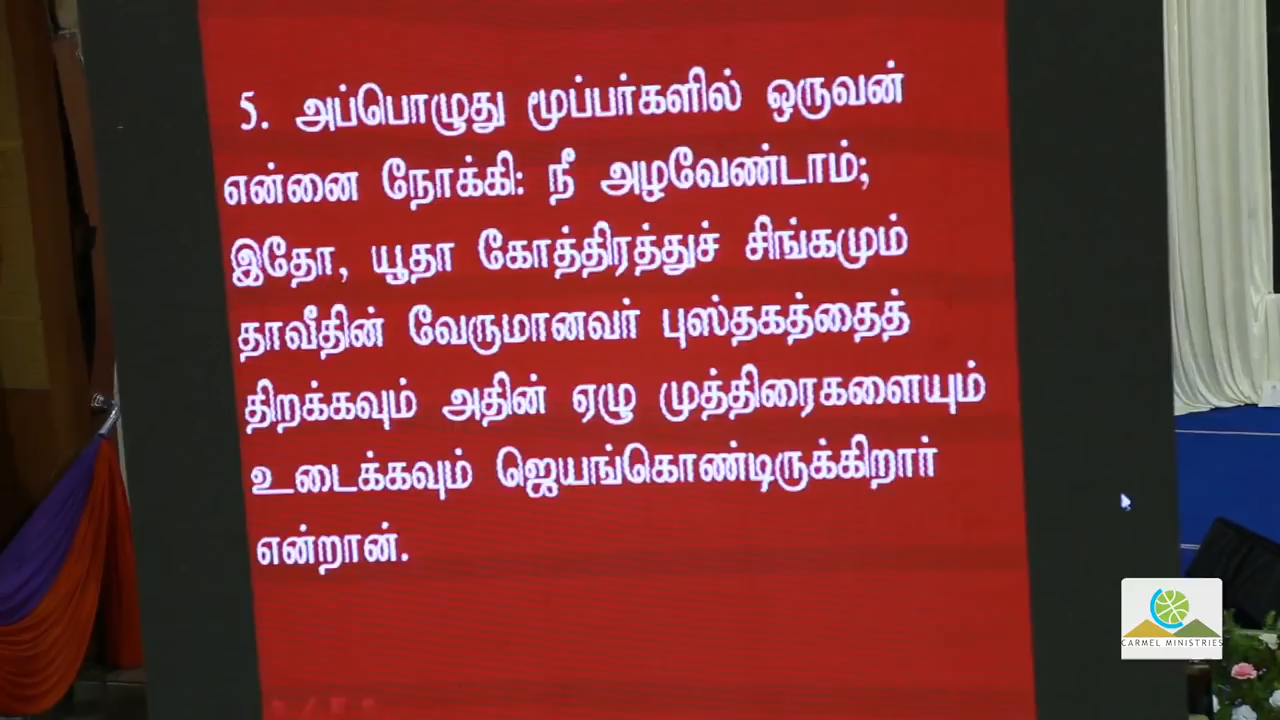 5. அப்பொழுது மூப்பர்களில் ஒருவன்
என்னை நோக்கி: நீ அழவேண்டாம்;
இதோ, யூதா கோத்திரத்துச் சிங்கமும்
தாவீதின் வேருமானவர் புஸ்தகத்தைத்
திறக்கவும் அதின் ஏழு முத்திரைகளையும்
உடைக்கவும் ஜெயங்கொண்டிருக்கிறார்
என்றான்.
CARMEL MINISTRIES